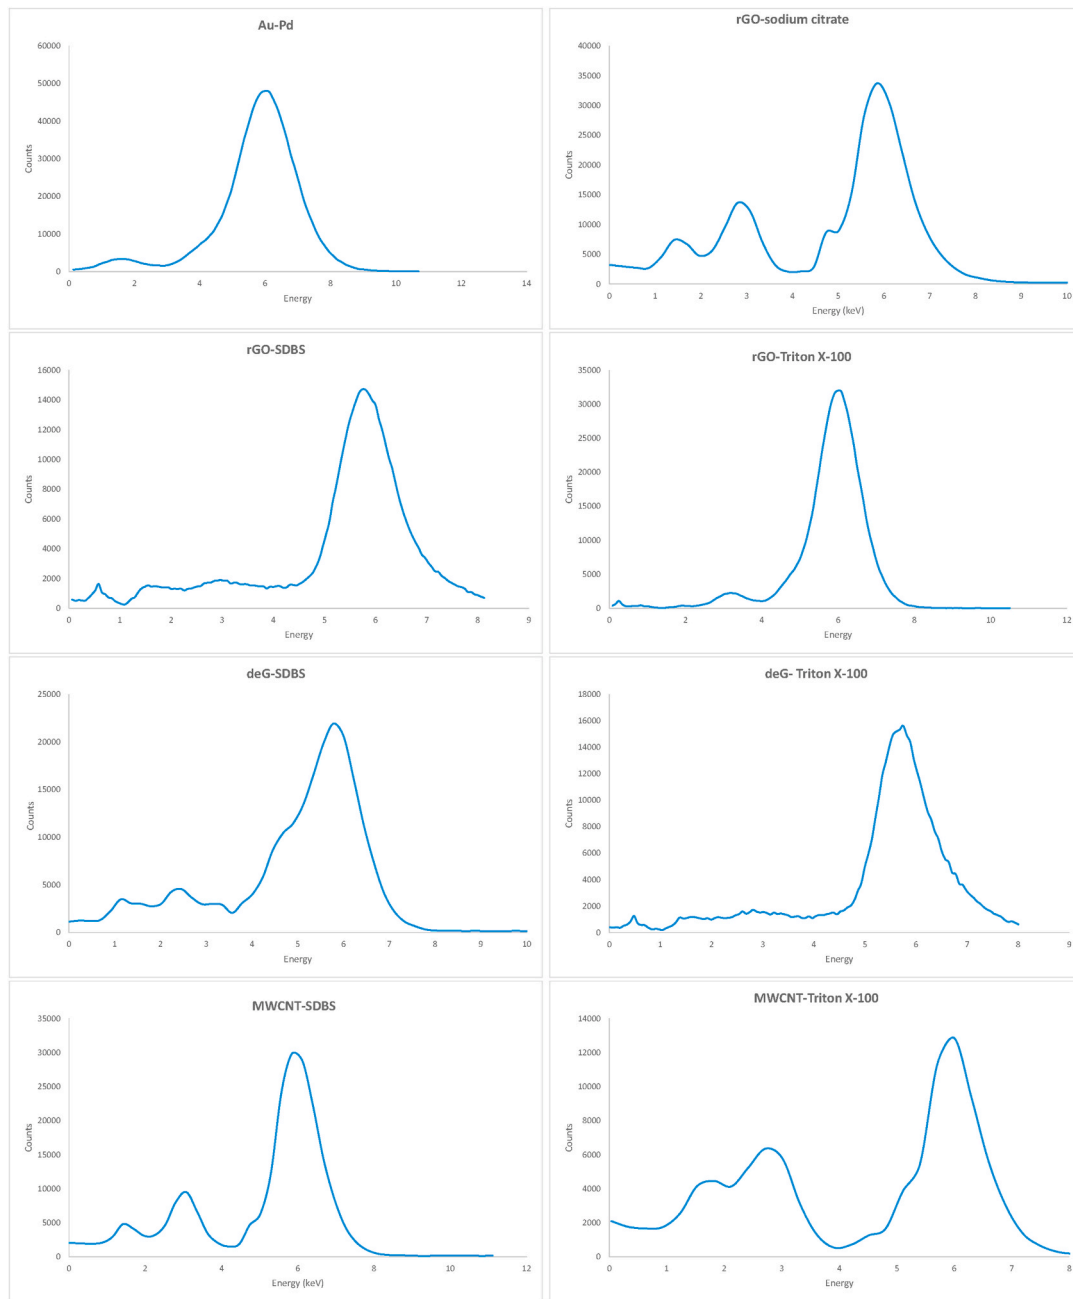 Au-Pd
60000
50000
40000
30000
20000
10000
0
0 2 4 6 8 10 12 14
Counts
Energy
rGO-sodium citrate
40000
35000
30000
25000
20000
15000
10000
5000
0
0 1 2 3 4 5 6 7 8 9 10
Counts
Energy (keV)
rGO-SDBS
16000
14000
12000
10000
8000
6000
4000
2000
0
0 1 2 3 4 5 6 7 8 9
Counts
Energy
rGO-Triton X-100
35000
30000
25000
20000
15000
10000
5000
0
0 2 4 6 8 10 12
Counts
Energy
deG-SDBS
25000
20000
15000
10000
5000
0
0 1 2 3 4 5 6 7 8 9 10
Counts
Energy
deG- Triton X-100
18000
16000
14000
12000
10000
8000
6000
4000
2000
0
0 1 2 3 4 5 6 7 8 9
Counts
Energy
MWCNT-SDBS
35000
30000
25000
20000
15000
10000
5000
0
0 2 4 6 8 10 12
Counts
Energy (keV)
MWCNT-Triton X-100
14000
12000
10000
8000
6000
4000
2000
0
0 1 2 3 4 5 6 7 8
Counts
Energy